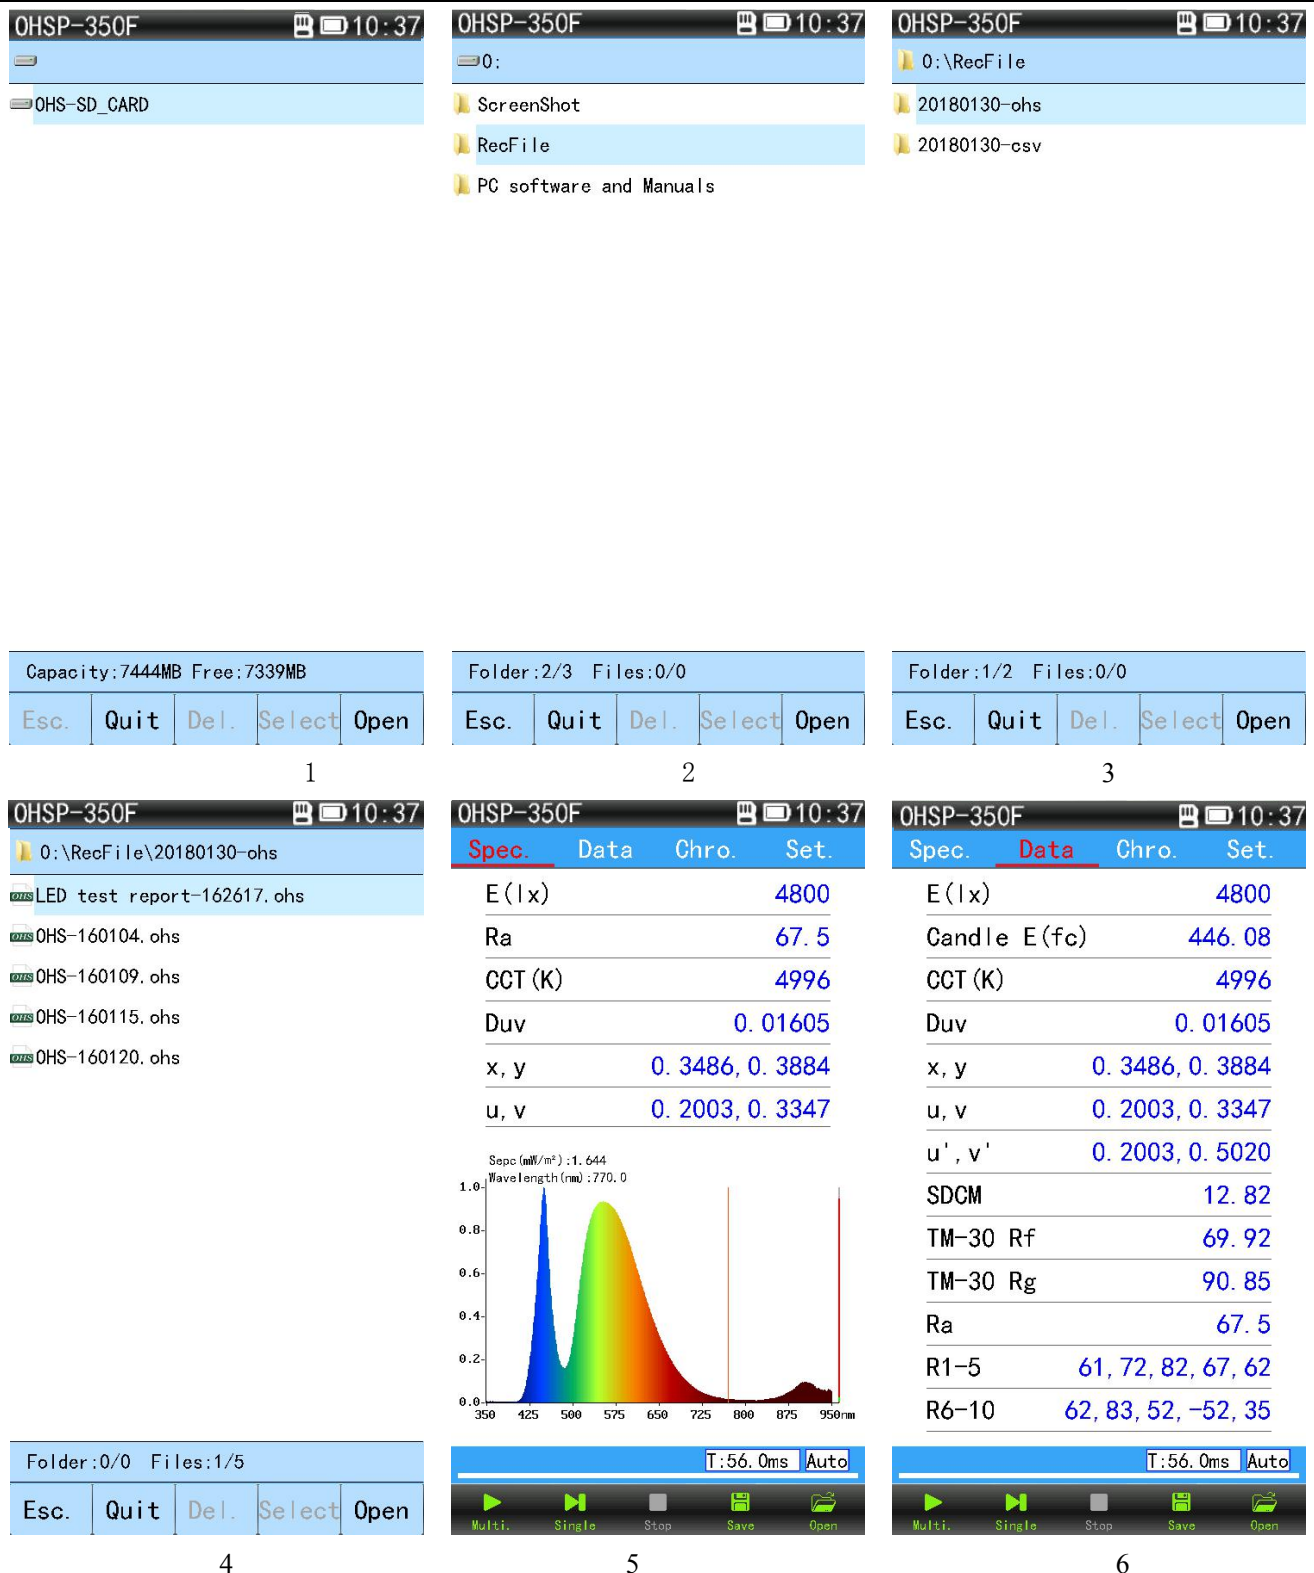 OHSP-350F 10:37
OHS-SD_CARD
Capacity:7444MB Free:7339MB
Esc. Quit Del. Select Open
1
OHSP-350F 10:37
0:
ScreenShot
RecFile
PC software and Manuals
Folder:2/3 Files:0/0
Esc. Quit Del. Select Open
2
OHSP-350F 10:37
0:\RecFile
20180130-ohs
20180130-csv
Folder:1/2 Files:0/0
Esc. Quit Del. Select Open
3
OHSP-350F 10:37
0:\RecFile\20180130-ohs
OHS LED test report-162617.ohs
OHS OHS-160104.ohs
OHS OHS-160109.ohs
OHS OHS-160115.ohs
OHS OHS-160120.ohs
Folder:0/0 Files:1/5
Esc. Quit Del. Select Open
4
OHSP-350F 10:37
Spec. Data Chro. Set.
E(lx) 4800
Ra 67.5
CCT(K) 4996
Duv 0.01605
x,y 0.3486,0.3884
u,v 0.2003,0.3347
Sepc(mW/m²):1.644
Wavelength(nm):770.0
1.0
0.8
0.6
0.4
0.2
0.0
350 425 500 575 650 725 800 875 950nm
T:56.0ms Auto
Multi. Single Stop Save Open
5
OHSP-350F 10:37
Spec. Data Chro. Set.
E(lx) 4800
Candle E(fc) 446.08
CCT(K) 4996
Duv 0.01605
x,y 0.3486,0.3884
u,v 0.2003,0.3347
u',v' 0.2003,0.5020
SDCM 12.82
TM-30 Rf 69.92
TM-30 Rg 90.85
Ra 67.5
R1-5 61,72,82,67,62
R6-10 62,83,52,-52,35
T:56.0ms Auto
Multi. Single Stop Save Open
6